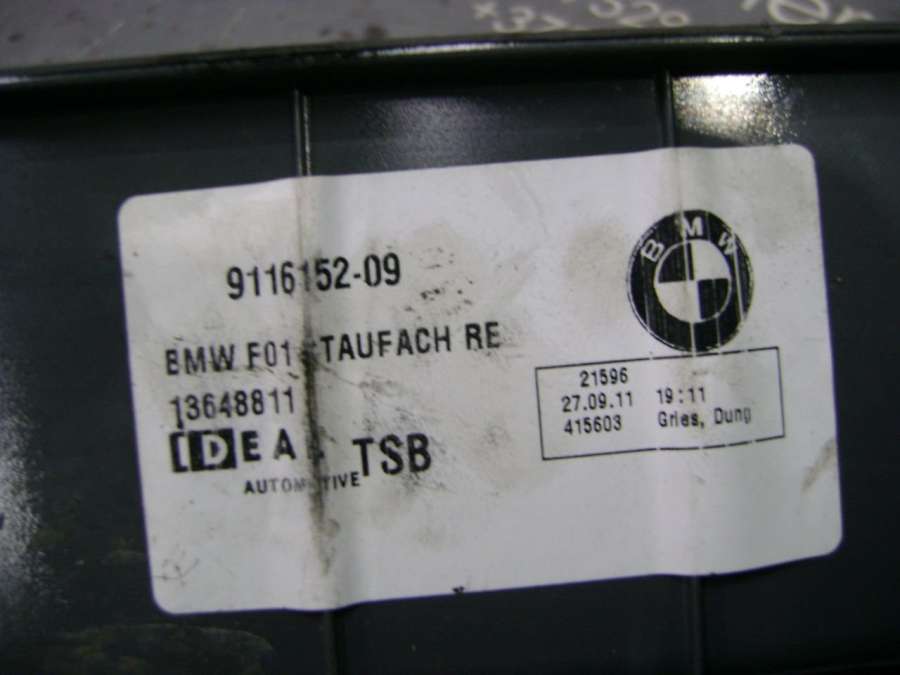 9116152-09
BMW F01 STAUFACH RE
13648811
IDEA TSB
AUTOMOTIVE
BMW
21596
27.09.11 19:11
415603 Gries, Dung